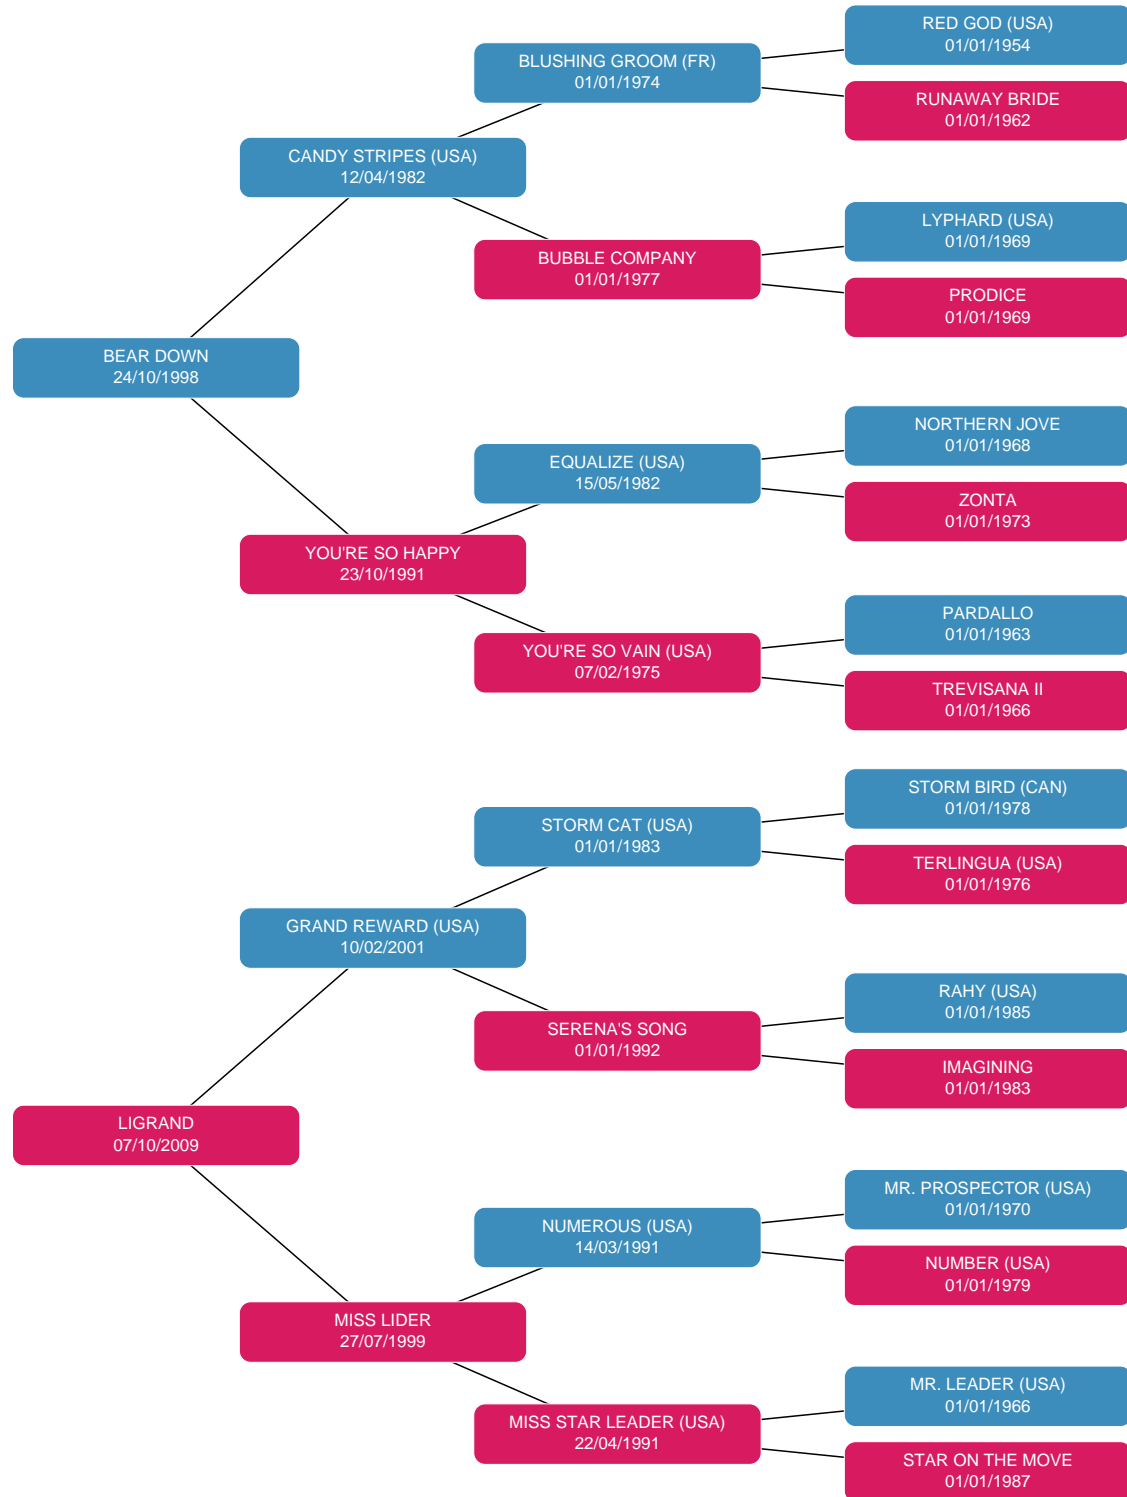 RED GOD (USA)
01/01/1954
BLUSHING GROOM (FR)
01/01/1974
RUNAWAY BRIDE
01/01/1962
CANDY STRIPES (USA)
12/04/1982
LYPHARD (USA)
01/01/1969
BUBBLE COMPANY
01/01/1977
PRODICE
01/01/1969
BEAR DOWN
24/10/1998
NORTHERN JOVE
01/01/1968
EQUALIZE (USA)
15/05/1982
ZONTA
01/01/1973
YOU'RE SO HAPPY
23/10/1991
PARDALLO
01/01/1963
YOU'RE SO VAIN (USA)
07/02/1975
TREVISANA II
01/01/1966
STORM BIRD (CAN)
01/01/1978
STORM CAT (USA)
01/01/1983
TERLINGUA (USA)
01/01/1976
GRAND REWARD (USA)
10/02/2001
RAHY (USA)
01/01/1985
SERENA'S SONG
01/01/1992
IMAGINING
01/01/1983
LIGRAND
07/10/2009
MR. PROSPECTOR (USA)
01/01/1970
NUMEROUS (USA)
14/03/1991
NUMBER (USA)
01/01/1979
MISS LIDER
27/07/1999
MR. LEADER (USA)
01/01/1966
MISS STAR LEADER (USA)
22/04/1991
STAR ON THE MOVE
01/01/1987